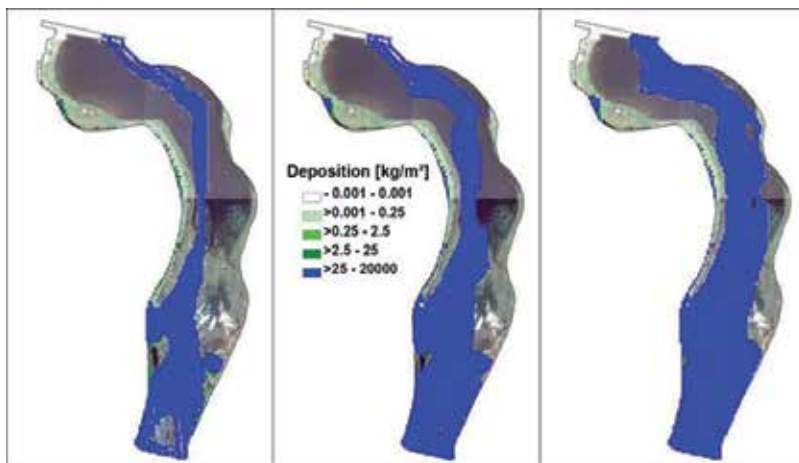 Deposition [kg/m²]
- 0.001 - 0.001
>0.001 - 0.25
>0.25 - 2.5
>2.5 - 25
>25 - 20000